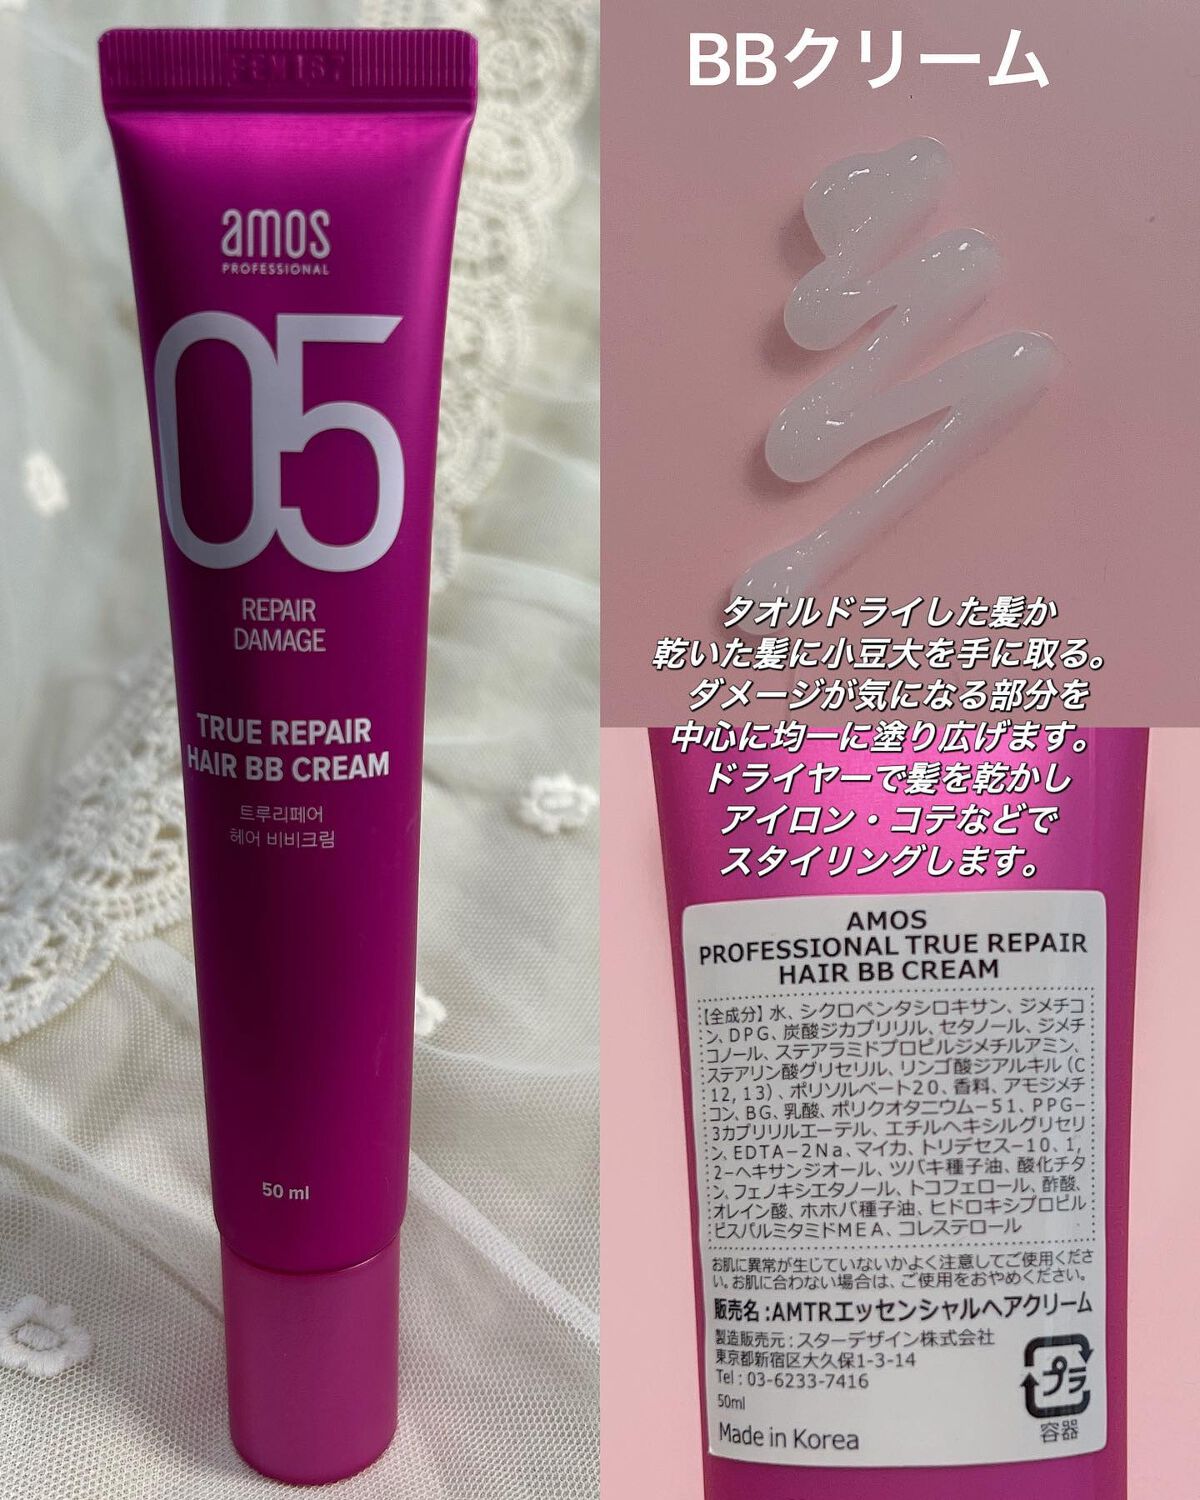 amos
PROFESSIONAL
05
REPAIR
DAMAGE
TRUE REPAIR
HAIR BB CREAM
트루리페어
헤어 비비크림
50 ml
BBクリーム
タオルドライした髪か
乾いた髪に小豆大を手に取る。
ダメージが気になる部分を
中心に均一に塗り広げます。
ドライヤーで髪を乾かし
アイロン・コテなどで
スタイリングします。
AMOS
PROFESSIONAL TRUE REPAIR
HAIR BB CREAM
【全成分】水、シクロペンタシロキサン、ジメチコ
ン、DPG、炭酸ジカプリリル、セタノール、ジメチ
コノール、ステアラミドプロピルジメチルアミン、
ステアリン酸グリセリル、リンゴ酸ジアルキル（C
12，13）、ポリソルベート20、香料、アモジメチ
コン、BG、乳酸、ポリクオタニウム−51、PPG−
3カプリリルエーテル、エチルヘキシルグリセリ
ン、EDTA−2Na、マイカ、トリデセス−10、1，
2−ヘキサンジオール、ツバキ種子油、酸化チタ
ン、フェノキシエタノール、トコフェロール、酢酸、
オレイン酸、ホホバ種子油、ヒドロキシプロピル
ビスパルミタミドMEA、コレステロール
お肌に異常が生じていないかよく注意してご使用くださ
い。お肌に合わない場合は、ご使用をおやめください。
販売名：AMTRエッセンシャルヘアクリーム
製造販売元：スターデザイン株式会社
東京都新宿区大久保1-3-14
Tel：03-6233-7416
50ml
Made in Korea
プラ
容器